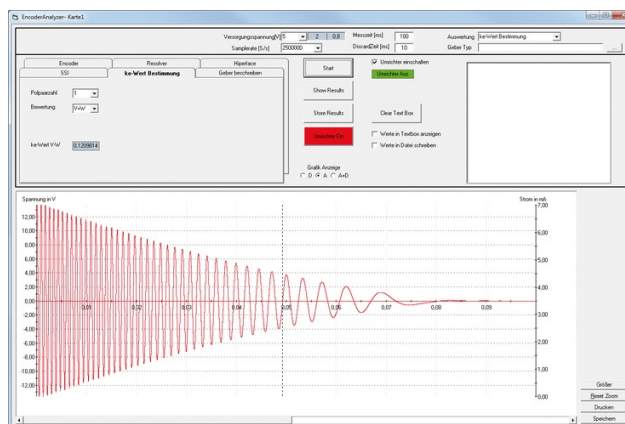 EncoderAnalyzer- Karte1
Versorgungsspannung[V] 5 2 0,8
Samplerate [S/s] 2500000
Messzeit [ms] 100
DiscardZeit [ms] 10
Auswertung ke-Wert Bestimmung
Geber Typ ...
Encoder Resolver Hiperface
SSI ke-Wert Bestimmung Geber beschreiben
Polpaarzahl 1
Bewertung V-W
ke-Wert V-W 0,1209014
Start
Show Results
Store Results
Umrichter Ein
Umrichter einschalten
Umrichter Aus
Clear Text Box
Werte in Textbox anzeigen
Werte in Datei schreiben
Grafik Anzeige
D A A+D
Spannung in V
Strom in mA
12,00
10,00
8,00
6,00
4,00
2,00
0,00
-2,00
-4,00
-6,00
-8,00
-10,00
-12,00
0,01 0,02 0,03 0,04 0,05 0,06 0,07 0,08 0,09
7,00
6,00
5,00
4,00
3,00
2,00
1,00
0,00
Größer
Reset Zoom
Drucken
Speichern